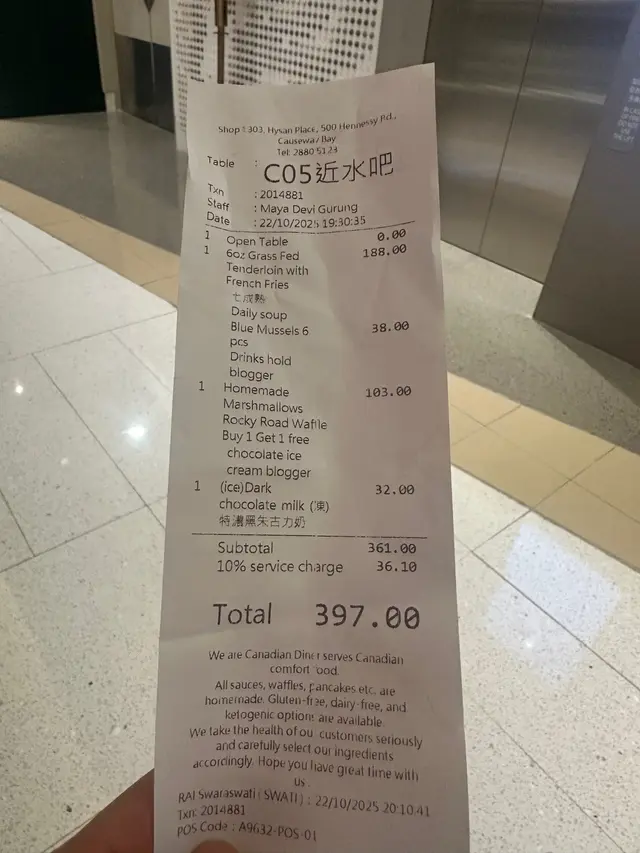 Shop 1303, Hysan Place, 500 Hennessy Rd.,
Causeway Bay
Tel: 2880 5123
Table : C05近水吧
Txn : 2014881
Staff : Maya Devi Gurung
Date : 22/10/2025 19:30:35
1 Open Table 0.00
1 6oz Grass Fed 188.00
Tenderloin with
French Fries
七成熟
Daily soup
Blue Mussels 6 38.00
pcs
Drinks hold
blogger
1 Homemade 103.00
Marshmallows
Rocky Road Waffle
Buy 1 Get 1 free
chocolate ice
cream blogger
1 (ice)Dark 32.00
chocolate milk (凍)
特濃黑朱古力奶
Subtotal 361.00
10% service charge 36.10
Total 397.00
We are Canadian Diner serves Canadian
comfort food.
All sauces, waffles, pancakes etc. are
homemade. Gluten-free, dairy-free, and
ketogenic options are available.
We take the health of our customers seriously
and carefully select our ingredients
accordingly. Hope you have great time with
us.
RAI Swaraswati (SWATI) : 22/10/2025 20:10:41
Txn: 2014881
POS Code : A9632-POS-01